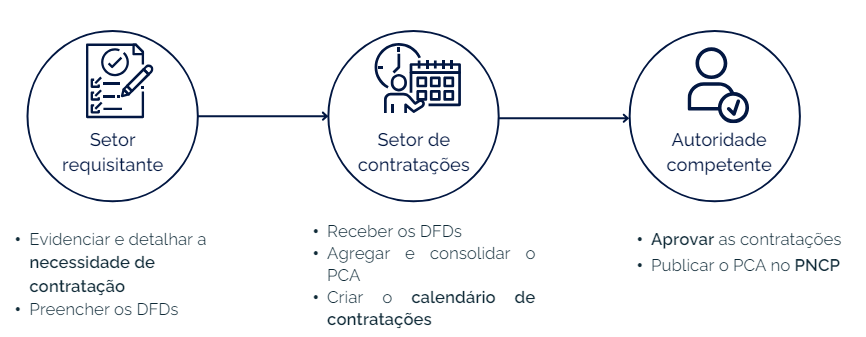 Setor
requisitante
Setor de
contratações
Autoridade
competente
• Evidenciar e detalhar a
necessidade de
contratação
• Preencher os DFDs
• Receber os DFDs
• Agregar e consolidar o
PCA
• Criar o calendário de
contratações
• Aprovar as contratações
• Publicar o PCA no PNCP